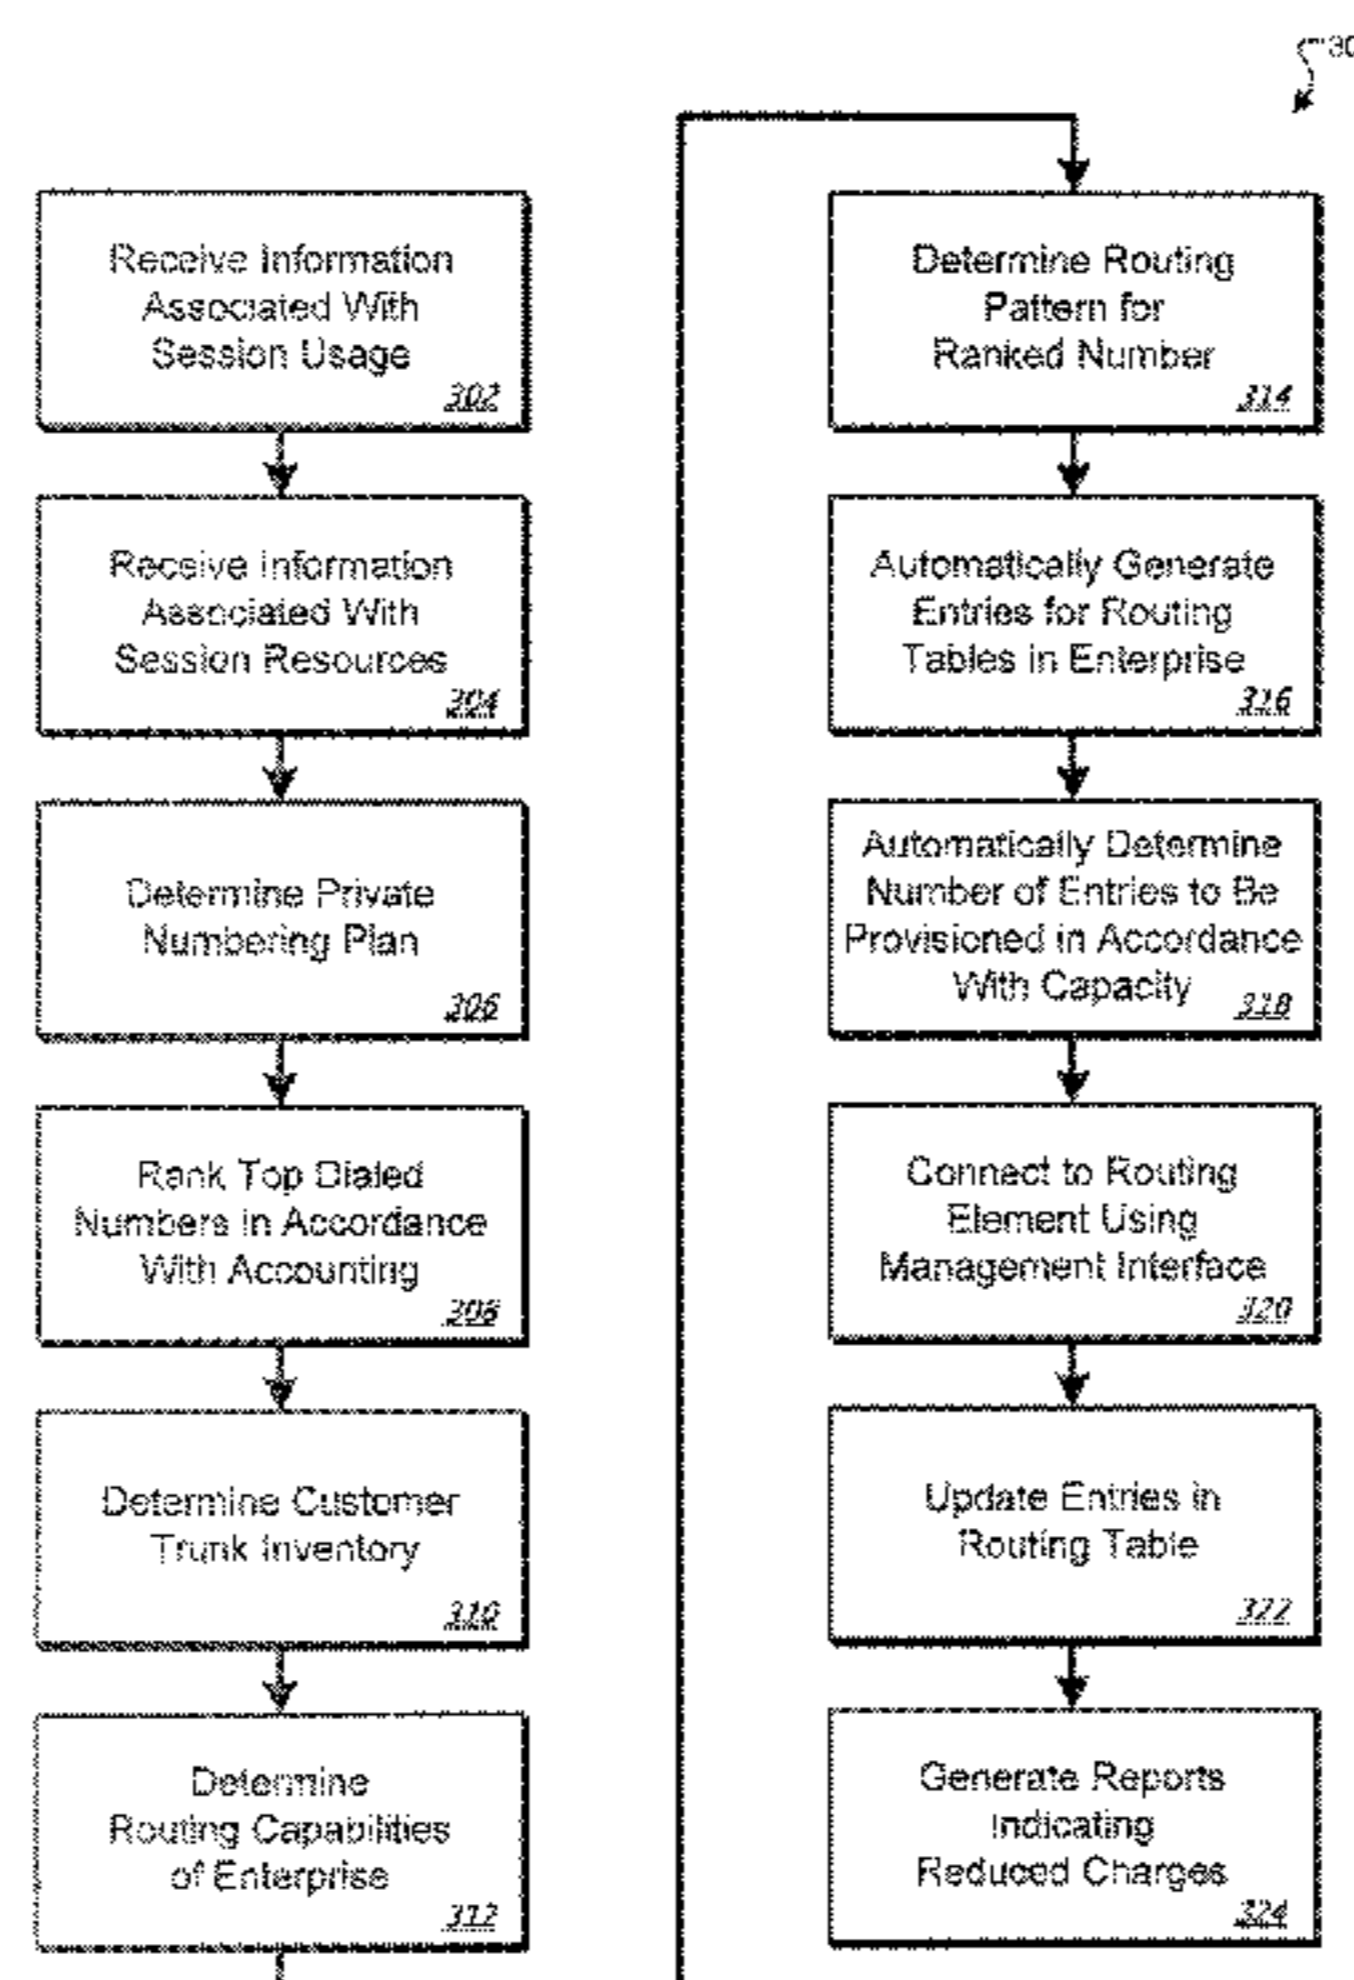 Receive Information
Associated With
Session Usage
302
Receive Information
Associated With
Session Resources
304
Determine Private
Numbering Plan
306
Rank Top Dialed
Numbers in Accordance
With Accounting
308
Determine Customer
Trunk Inventory
310
Determine
Routing Capabilities
of Enterprise
312
Determine Routing
Pattern for
Ranked Number
314
Automatically Generate
Entries for Routing
Tables in Enterprise
316
Automatically Determine
Number of Entries to Be
Provisioned in Accordance
With Capacity
318
Connect to Routing
Element Using
Management Interface
320
Update Entries in
Routing Table
322
Generate Reports
Indicating
Reduced Charges
324